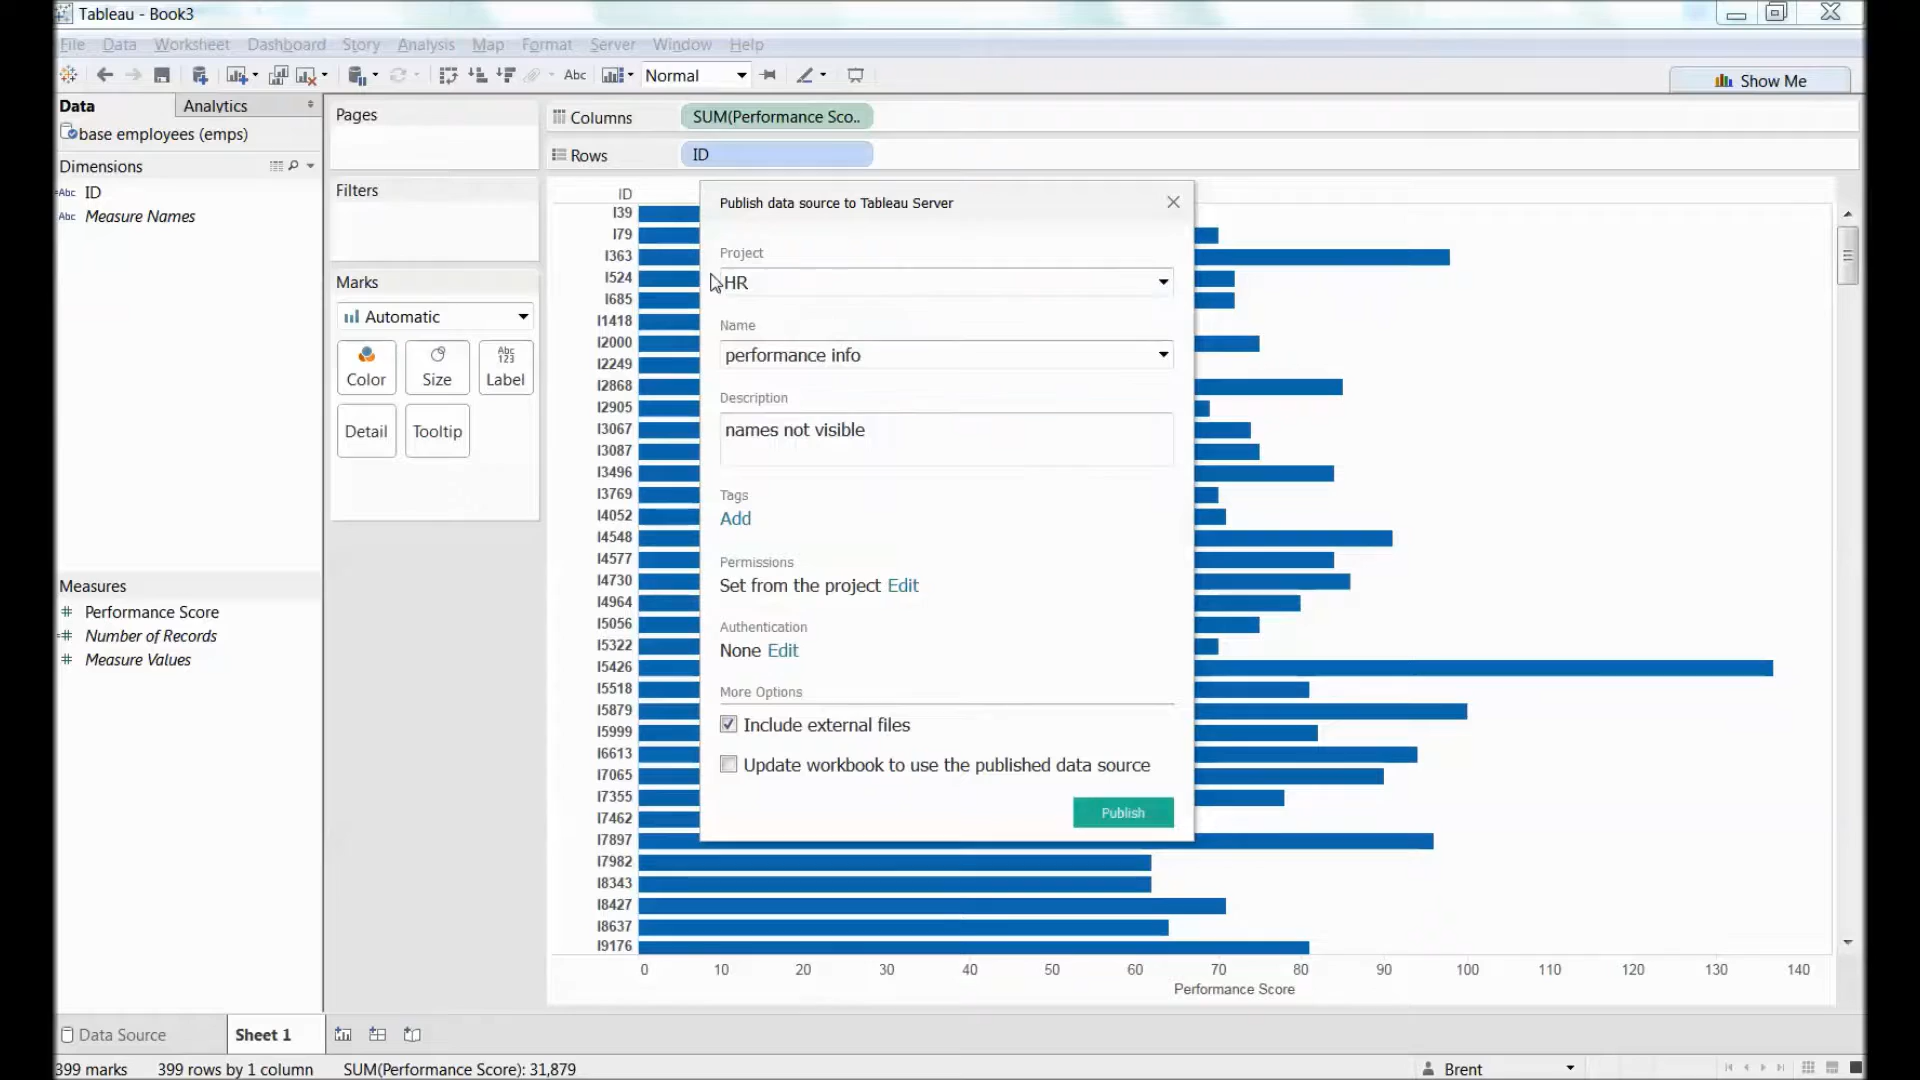 Tableau - Book3
File Data Worksheet Dashboard Story Analysis Map Format Server Window Help
Abc Normal Show Me
Data Analytics
base employees (emps)
Dimensions
Abc ID
Abc Measure Names
Measures
# Performance Score
=# Number of Records
# Measure Values
Pages
Filters
Marks
Automatic
Color Size Abc 123 Label
Detail Tooltip
Columns SUM(Performance Sco..
Rows ID
ID
I39
I79
I363
I524
I685
I1418
I2000
I2249
I2868
I2905
I3067
I3087
I3496
I3769
I4052
I4548
I4577
I4730
I4964
I5056
I5322
I5426
I5518
I5879
I5999
I6613
I7065
I7355
I7462
I7897
I7982
I8343
I8427
I8637
I9176
0 10 20 30 40 50 60 70 80 90 100 110 120 130 140
Performance Score
Publish data source to Tableau Server
Project
HR
Name
performance info
Description
names not visible
Tags
Add
Permissions
Set from the project Edit
Authentication
None Edit
More Options
Include external files
Update workbook to use the published data source
Publish
Data Source Sheet 1
399 marks 399 rows by 1 column SUM(Performance Score): 31,879 Brent